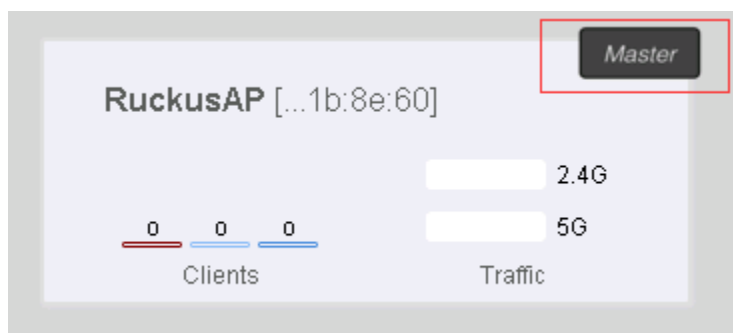 Master
RuckusAP [...1b:8e:60]
2.4G
0 0 0 5G
Clients Traffic